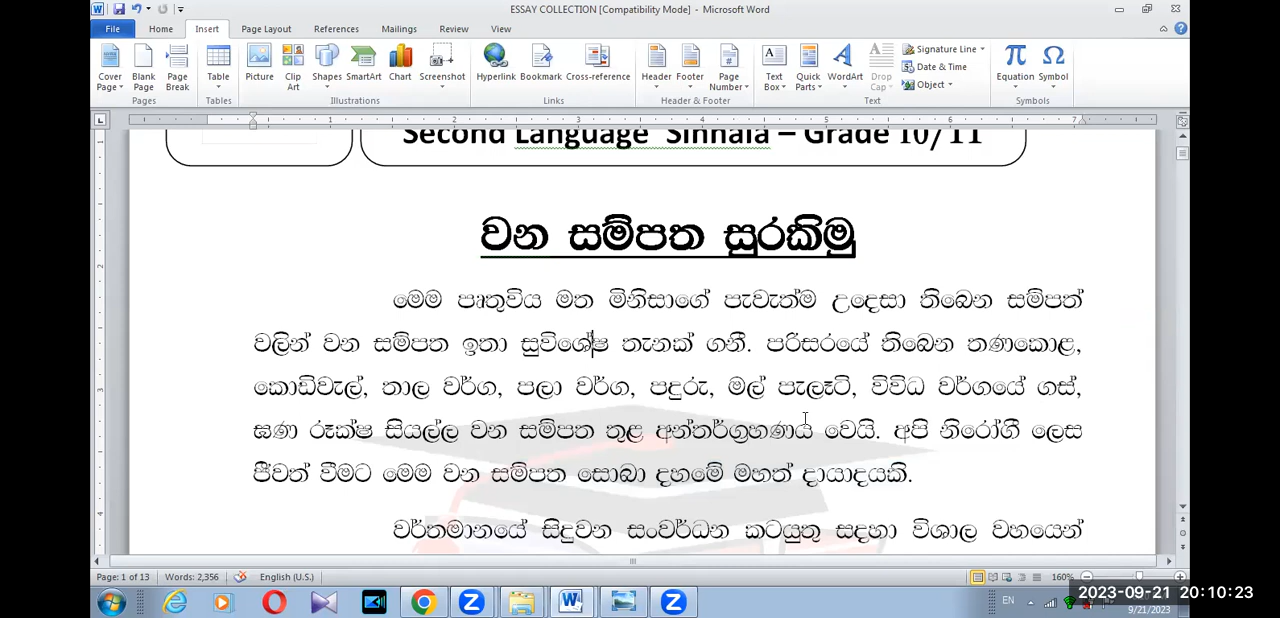 ESSAY COLLECTION [Compatibility Mode] - Microsoft Word
File Home Insert Page Layout References Mailings Review View
Cover Page Blank Page Page Break Table Picture Clip Art Shapes SmartArt Chart Screenshot Hyperlink Bookmark Cross-reference Header Footer Page Number Text Box Quick Parts WordArt Drop Cap Signature Line Date & Time Object Equation Symbol
Pages Tables Illustrations Links Header & Footer Text Symbols
Second Language Sinhala – Grade 10/11
වන සම්පත සුරකිමු
මෙම පෘතුවිය මත මිනිසාගේ පැවැත්ම උදෙසා තිබෙන සම්පත්
වලින් වන සම්පත ඉතා සුවිශේෂ තැනක් ගනී. පරිසරයේ තිබෙන තණකොළ,
කොඩිවැල්, තාල වර්ග, පලා වර්ග, පදුරු, මල් පැලෑටි, විවිධ වර්ගයේ ගස්,
ඝණ රූක්ෂ සියල්ල වන සම්පත තුළ අන්තර්ග්‍රහණය වෙයි. අපි නිරෝගී ලෙස
ජීවත් වීමට මෙම වන සම්පත සොබා දහමේ මහත් දායාදයකි.
වර්තමානයේ සිදුවන සංවර්ධන කටයුතු සදහා විශාල වහයෙන්
Page: 1 of 13 Words: 2,356 English (U.S.) 160%
EN
2023-09-21 20:10:23
9/21/2023